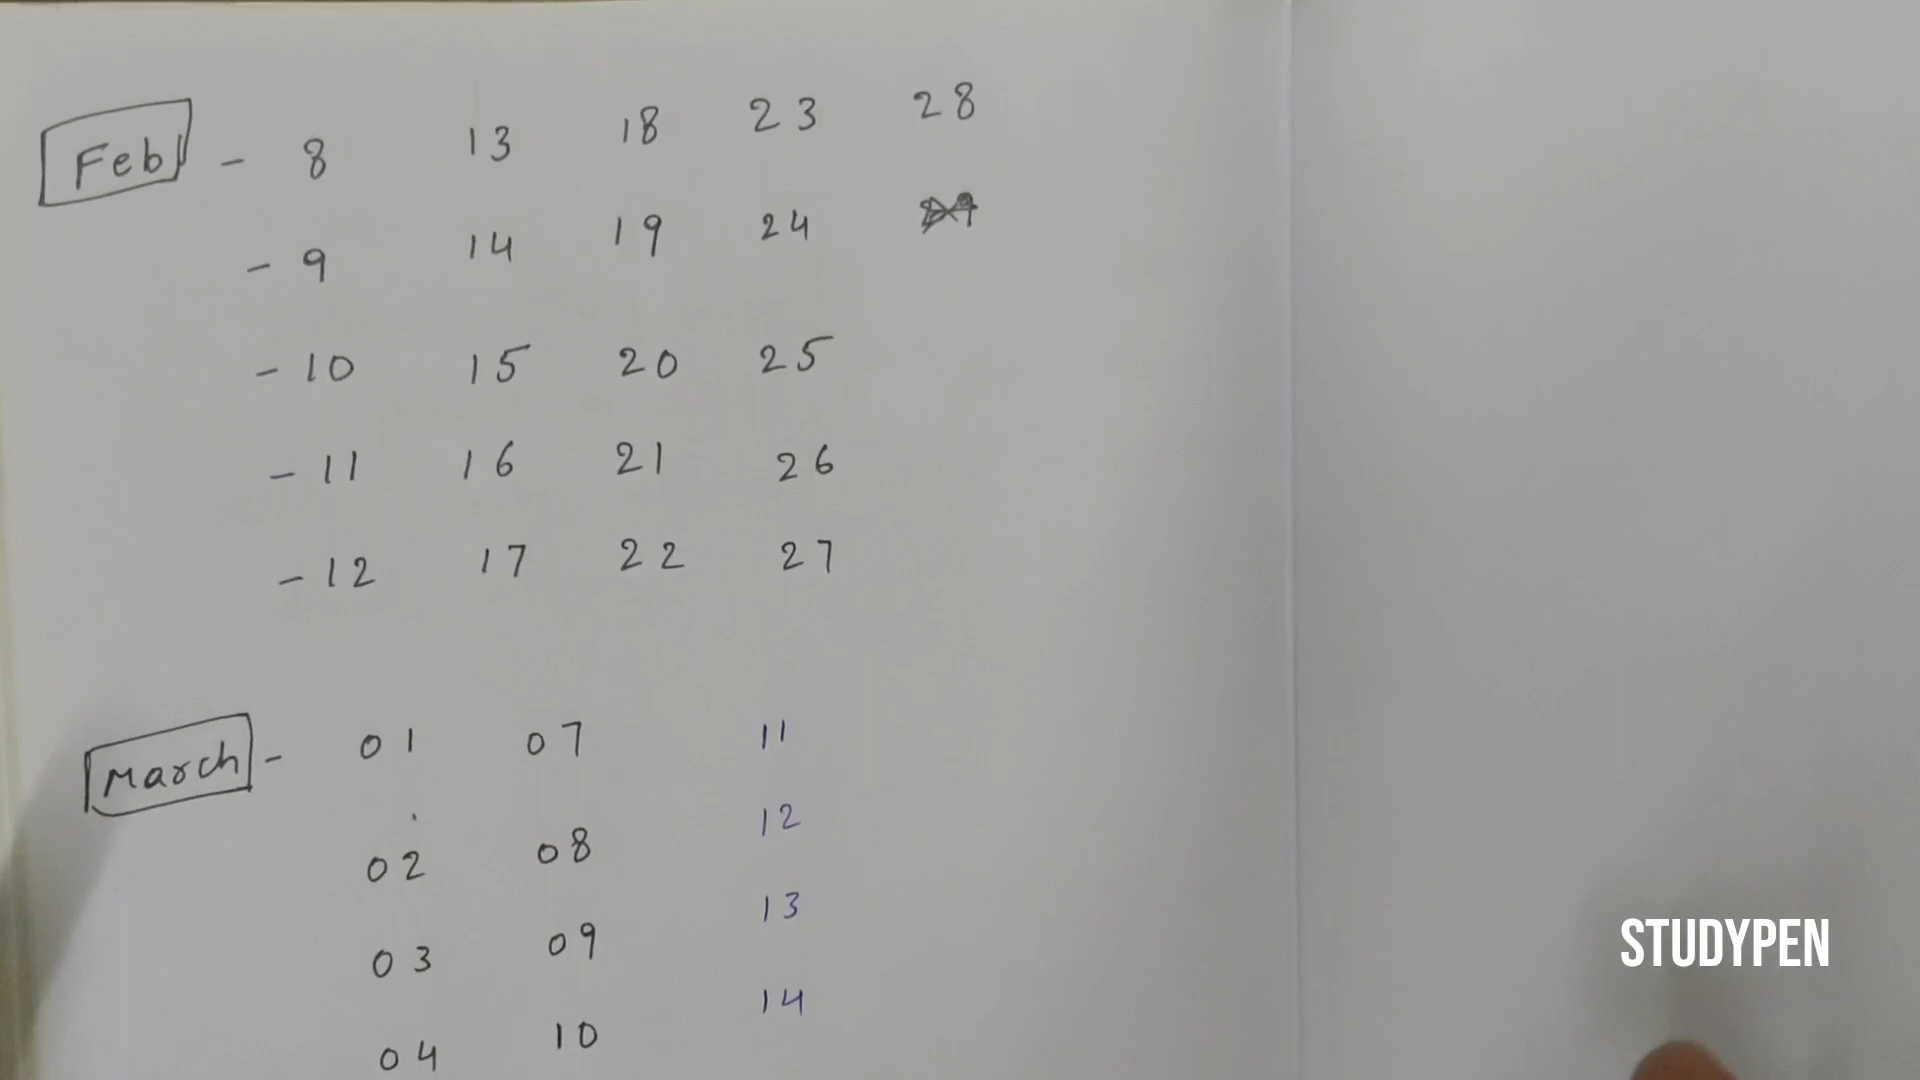 Feb - 8 13 18 23 28
- 9 14 19 24
- 10 15 20 25
- 11 16 21 26
- 12 17 22 27
March - 01 07 11
02 08 12
03 09 13
04 10 14
STUDYPEN